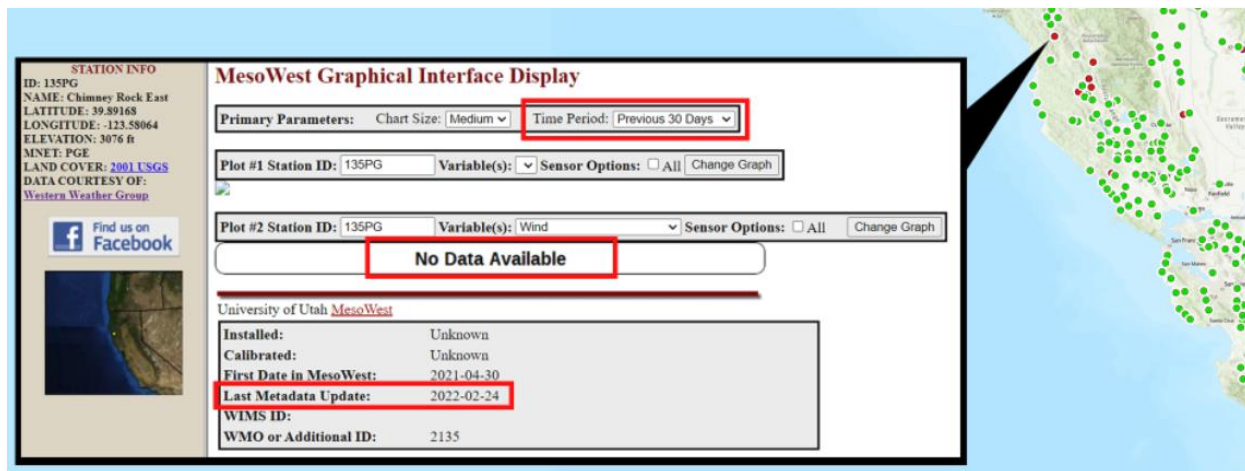 STATION INFO
ID: 135PG
NAME: Chimney Rock East
LATITUDE: 39.89168
LONGITUDE: -123.58064
ELEVATION: 3076 ft
MNET: PGE
LAND COVER: 2001 USGS
DATA COURTESY OF:
Western Weather Group
Find us on
Facebook
MesoWest Graphical Interface Display
Primary Parameters: Chart Size: Medium Time Period: Previous 30 Days
Plot #1 Station ID: 135PG Variable(s): Sensor Options: All Change Graph
Plot #2 Station ID: 135PG Variable(s): Wind Sensor Options: All Change Graph
No Data Available
University of Utah MesoWest
Installed: Unknown
Calibrated: Unknown
First Date in MesoWest: 2021-04-30
Last Metadata Update: 2022-02-24
WIMS ID:
WMO or Additional ID: 2135
Valley
Napa
Fairfield
San Mateo